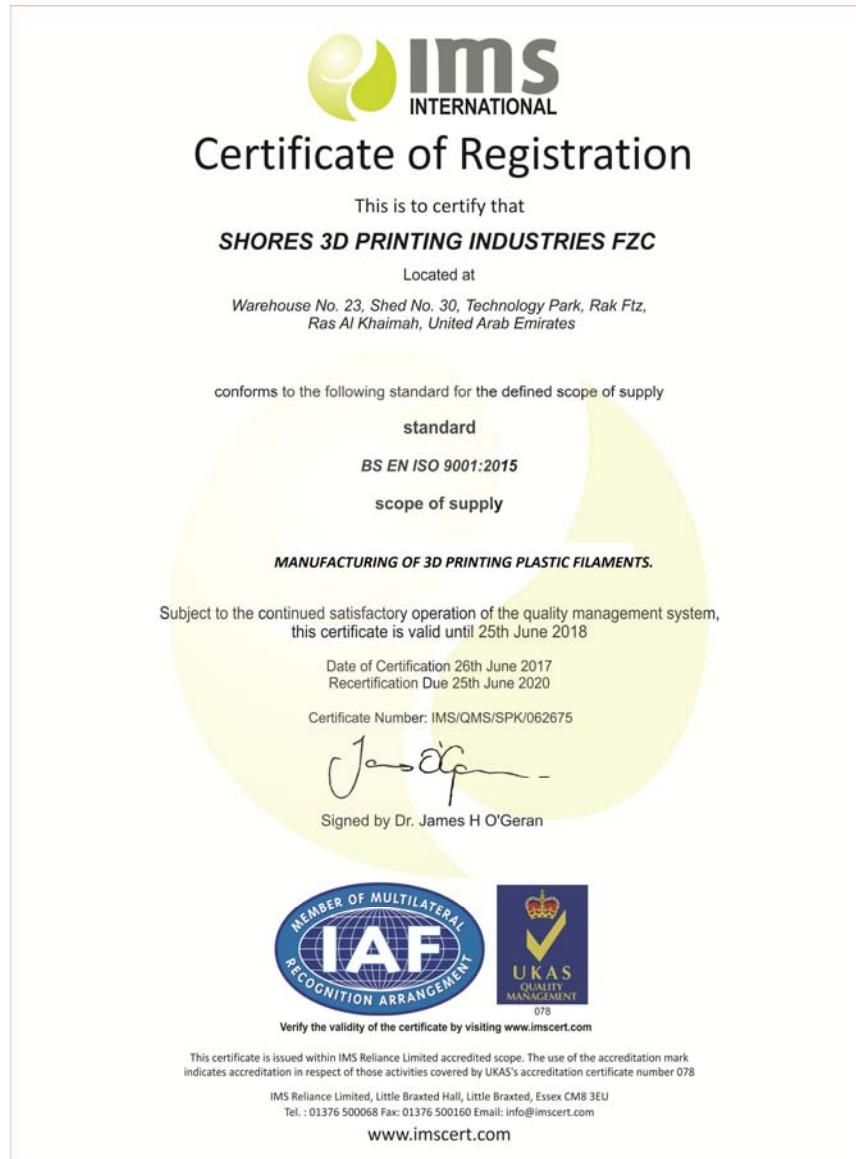 ims
INTERNATIONAL
Certificate of Registration
This is to certify that
SHORES 3D PRINTING INDUSTRIES FZC
Located at
Warehouse No. 23, Shed No. 30, Technology Park, Rak Ftz,
Ras Al Khaimah, United Arab Emirates
conforms to the following standard for the defined scope of supply
standard
BS EN ISO 9001:2015
scope of supply
MANUFACTURING OF 3D PRINTING PLASTIC FILAMENTS.
Subject to the continued satisfactory operation of the quality management system,
this certificate is valid until 25th June 2018
Date of Certification 26th June 2017
Recertification Due 25th June 2020
Certificate Number: IMS/QMS/SPK/062675
Signed by Dr. James H O'Geran
MEMBER OF MULTILATERAL
IAF
RECOGNITION ARRANGEMENT
UKAS
QUALITY
MANAGEMENT
078
Verify the validity of the certificate by visiting www.imscert.com
This certificate is issued within IMS Reliance Limited accredited scope. The use of the accreditation mark
indicates accreditation in respect of those activities covered by UKAS's accreditation certificate number 078
IMS Reliance Limited, Little Braxted Hall, Little Braxted, Essex CM8 3EU
Tel. : 01376 500068 Fax: 01376 500160 Email: info@imscert.com
www.imscert.com